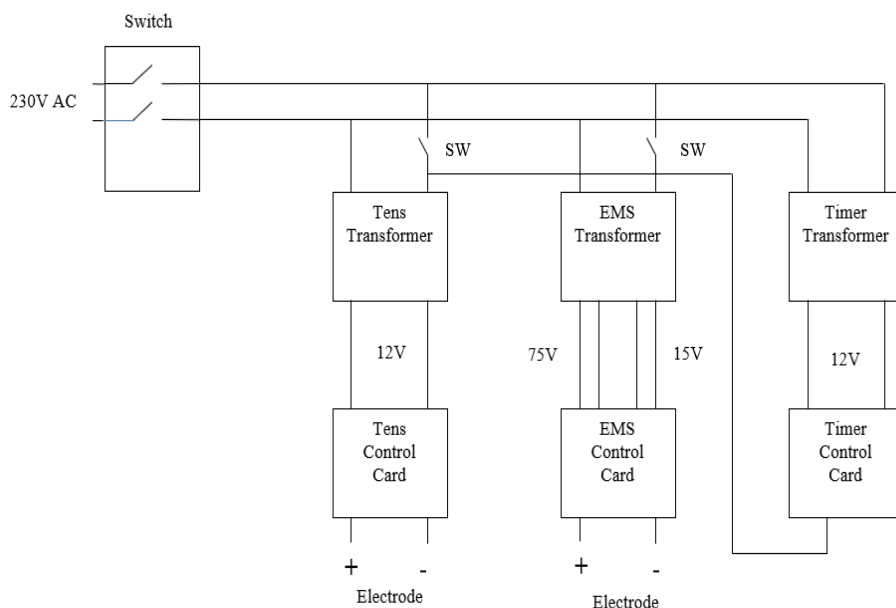 Switch
230V AC
SW
SW
Tens
Transformer
EMS
Transformer
Timer
Transformer
12V
75V
15V
12V
Tens
Control
Card
EMS
Control
Card
Timer
Control
Card
+
-
+
-
Electrode
Electrode